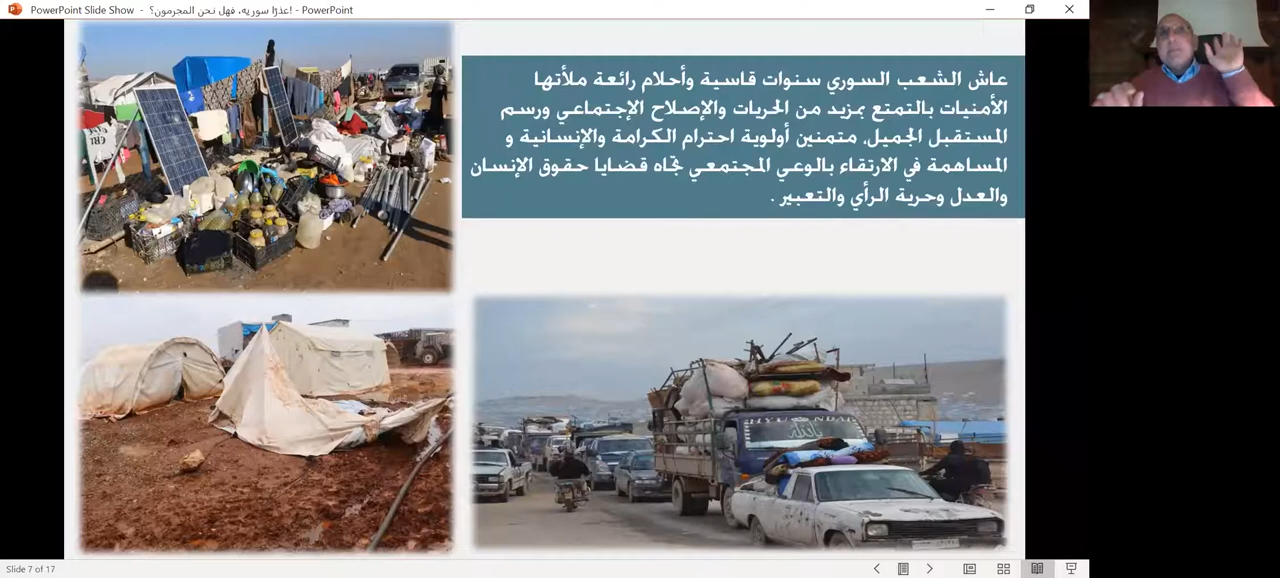 PowerPoint Slide Show - عذرًا سوريه، فهل نحن المجرمون؟! - PowerPoint
عاش الشعب السوري سنوات قاسية وأحلام رائعة ملأتها
الأمنيات بالتمتع بمزيد من الحريات والإصلاح الإجتماعي ورسم
المستقبل الجميل، متمنين أولوية احترام الكرامة والإنسانية و
المساهمة في الارتقاء بالوعي المجتمعي تجاه قضايا حقوق الإنسان
والعدل وحرية الرأي والتعبير .
Slide 7 of 17